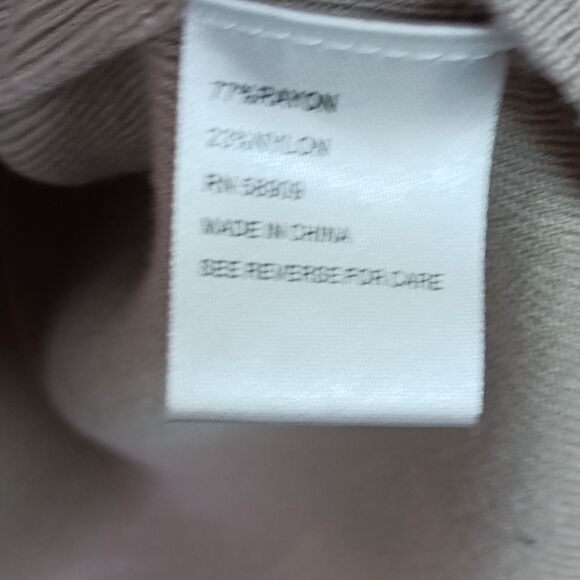 77%RAYON
23%NYLON
RN
MADE IN CHINA
SEE REVERSE FOR CARE